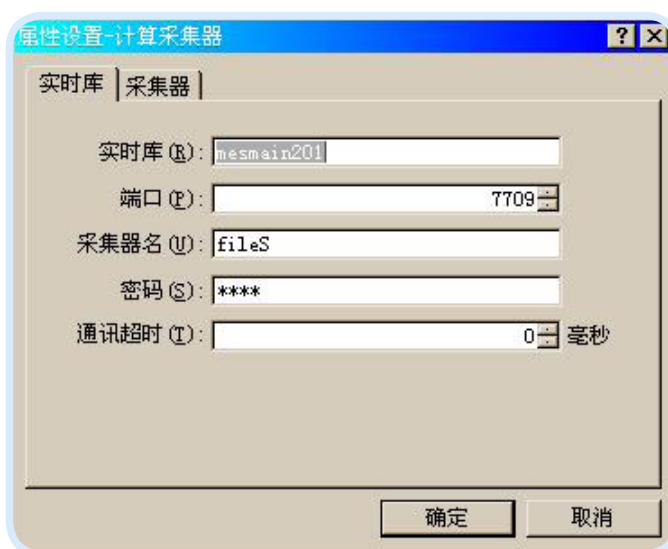 属性设置-计算采集器
实时库 采集器
实时库(R): mesmain201
端口(P): 7709
采集器名(U): fileS
密码(S): ****
通讯超时(T): 0 毫秒
确定 取消